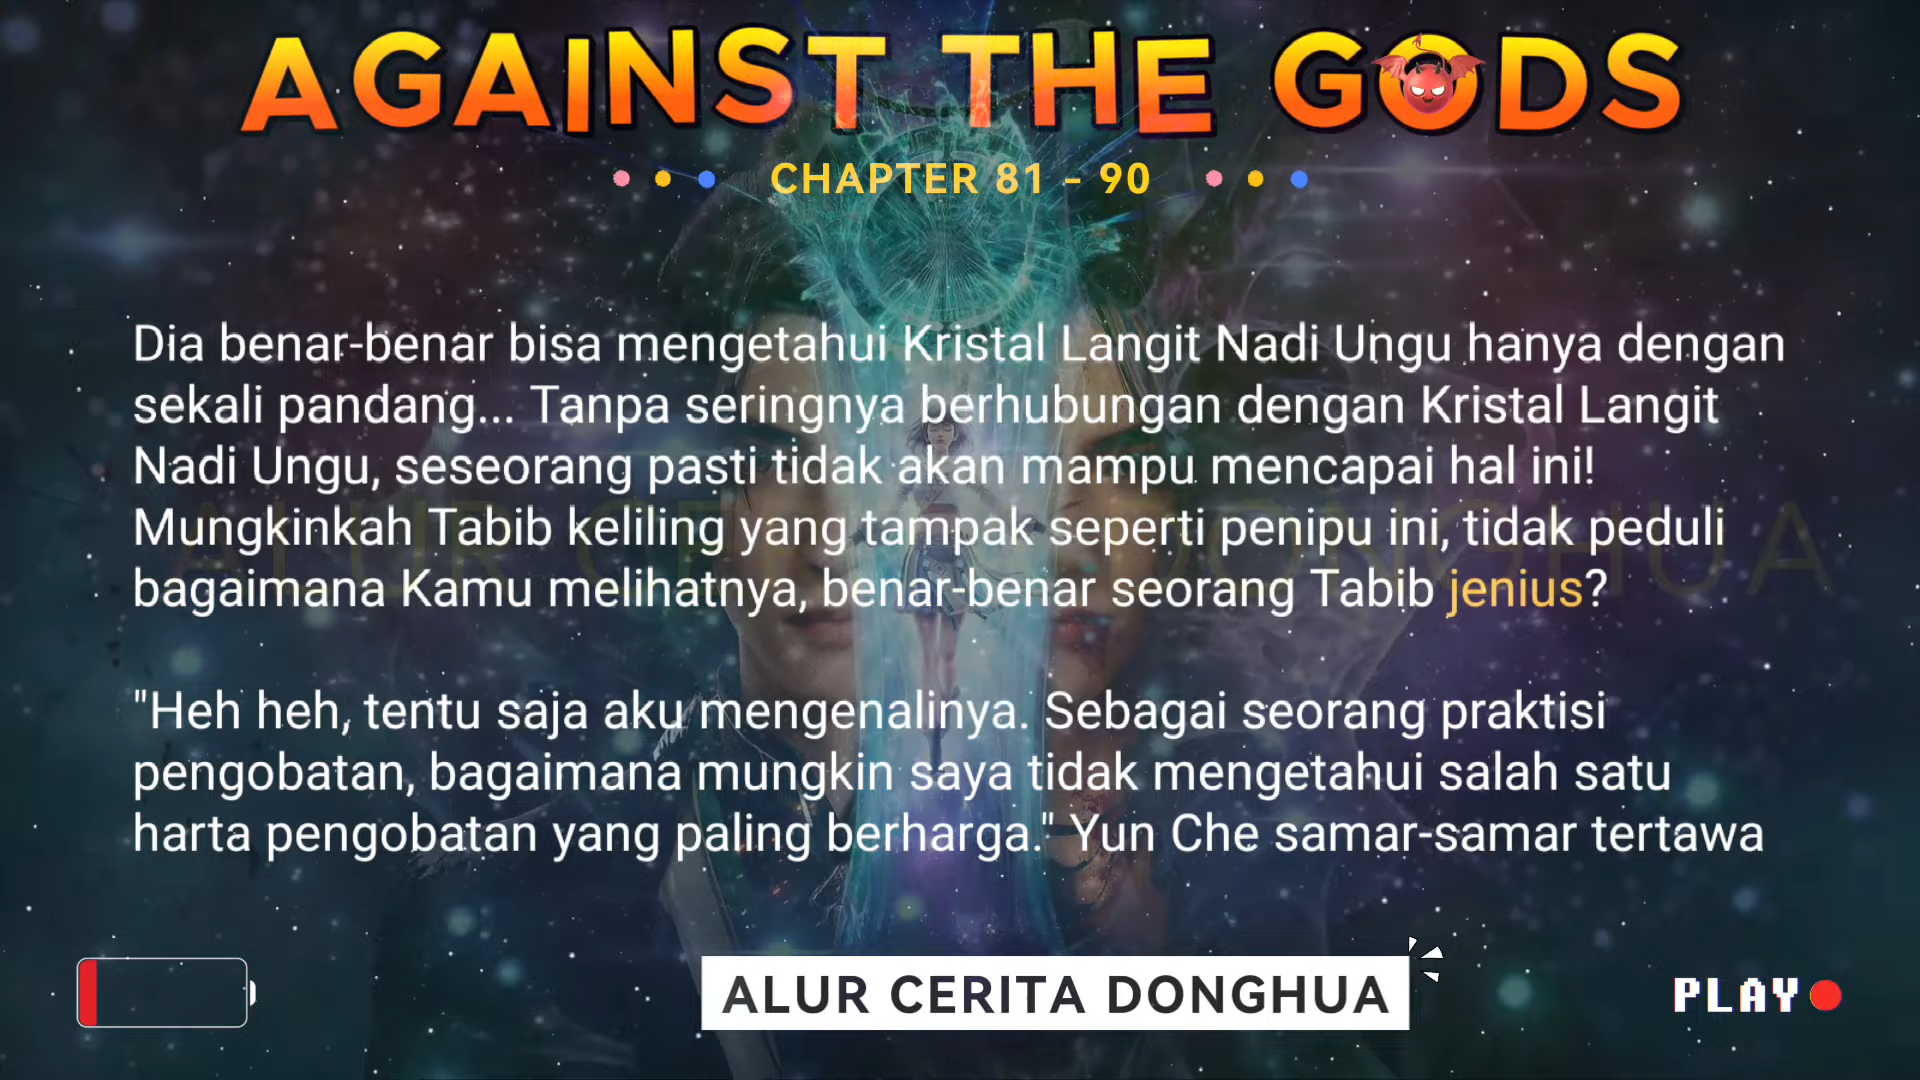 AGAINST THE GODS
CHAPTER 81 - 90
Dia benar-benar bisa mengetahui Kristal Langit Nadi Ungu hanya dengan
sekali pandang... Tanpa seringnya berhubungan dengan Kristal Langit
Nadi Ungu, seseorang pasti tidak akan mampu mencapai hal ini!
Mungkinkah Tabib keliling yang tampak seperti penipu ini, tidak peduli
bagaimana Kamu melihatnya, benar-benar seorang Tabib jenius?
"Heh heh, tentu saja aku mengenalinya. Sebagai seorang praktisi
pengobatan, bagaimana mungkin saya tidak mengetahui salah satu
harta pengobatan yang paling berharga." Yun Che samar-samar tertawa
ALUR CERITA DONGHUA
ALUR CERITA DONGHUA
PLAY